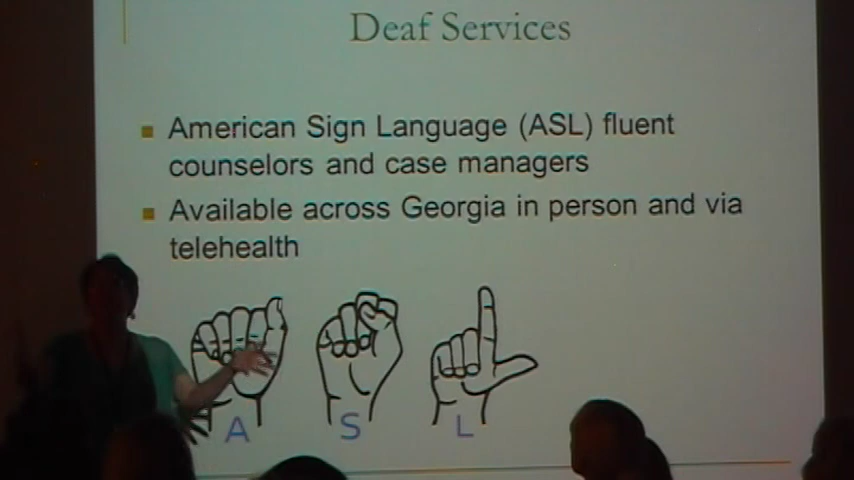 Deaf Services
American Sign Language (ASL) fluent
counselors and case managers
Available across Georgia in person and via
telehealth
A S L